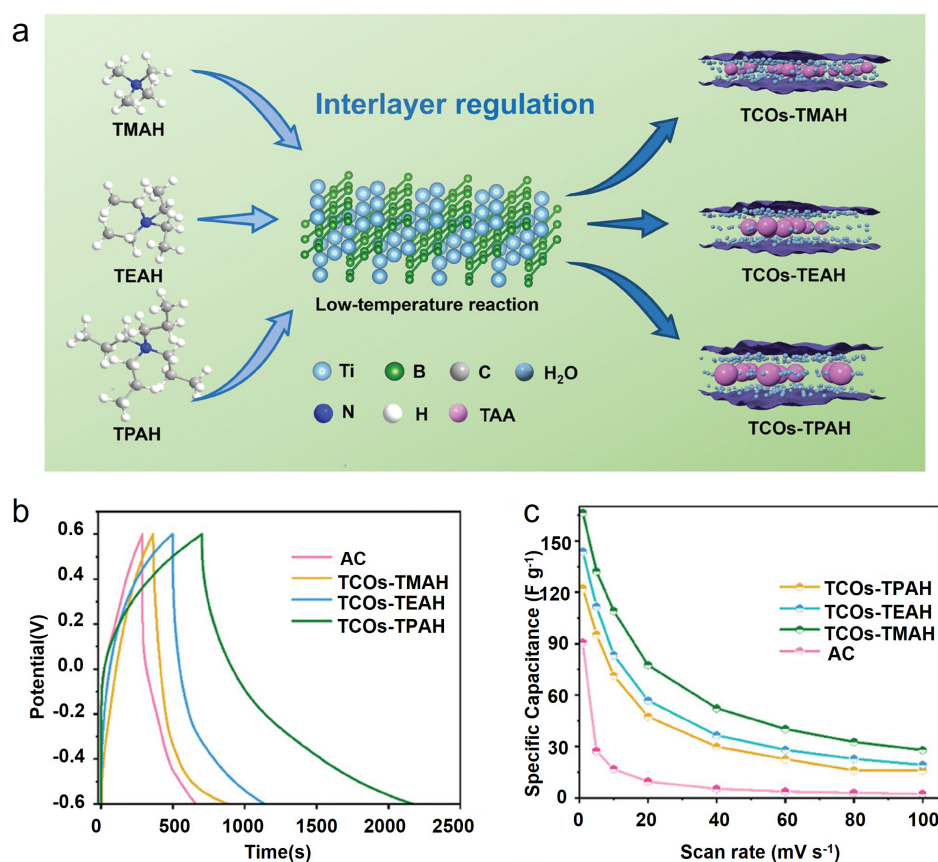 a
Interlayer regulation
TMAH
TEAH
TPAH
Low-temperature reaction
Ti
B
C
H₂O
N
H
TAA
TCOs-TMAH
TCOs-TEAH
TCOs-TPAH
b
Potential(V)
0.6
0.4
0.2
0.0
-0.2
-0.4
-0.6
AC
TCOs-TMAH
TCOs-TEAH
TCOs-TPAH
0 500 1000 1500 2000 2500
Time(s)
c
Specific Capacitance (F g⁻¹)
150
120
90
60
30
0
TCOs-TPAH
TCOs-TEAH
TCOs-TMAH
AC
0 20 40 60 80 100
Scan rate (mV s⁻¹)